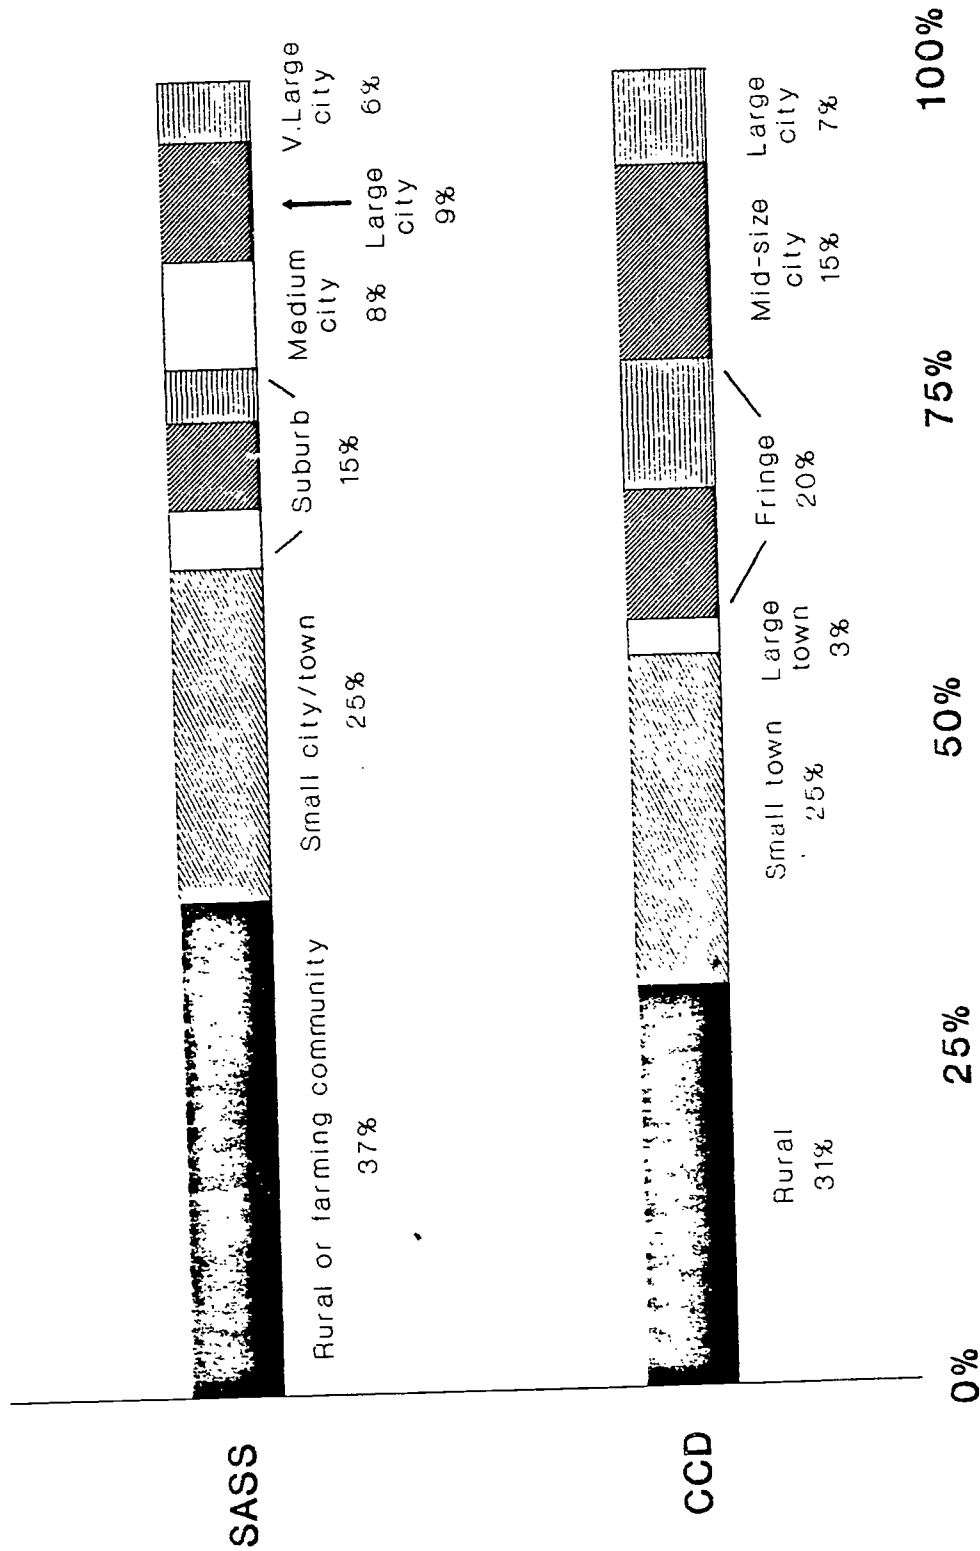 SASS
Rural or farming community
37%
Small city/town
25%
Suburb
15%
Medium
city
8%
Large
city
9%
V.Large
city
6%
CCD
Rural
31%
Small town
25%
Large
town
3%
Fringe
20%
Mid-size
city
15%
Large
city
7%
0%
25%
50%
75%
100%